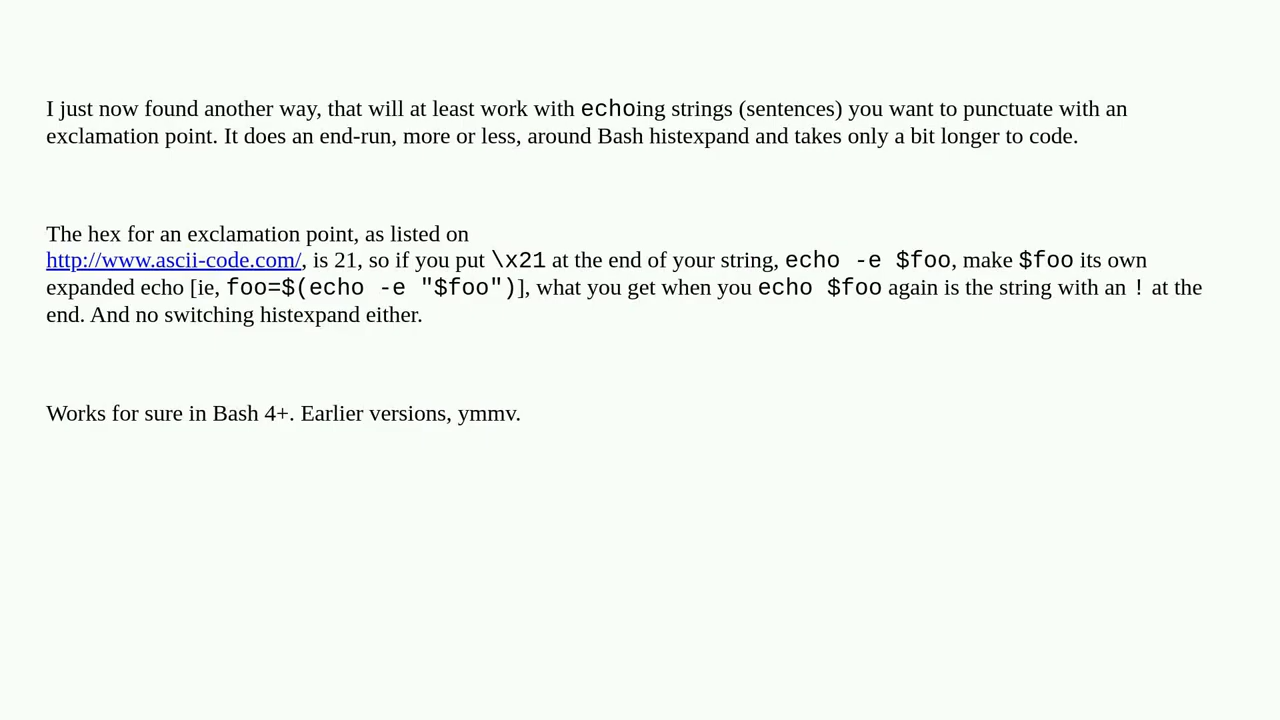 I just now found another way, that will at least work with echoing strings (sentences) you want to punctuate with an
exclamation point. It does an end-run, more or less, around Bash histexpand and takes only a bit longer to code.
The hex for an exclamation point, as listed on
http://www.ascii-code.com/, is 21, so if you put \x21 at the end of your string, echo -e $foo, make $foo its own
expanded echo [ie, foo=$(echo -e "$foo")], what you get when you echo $foo again is the string with an ! at the
end. And no switching histexpand either.
Works for sure in Bash 4+. Earlier versions, ymmv.